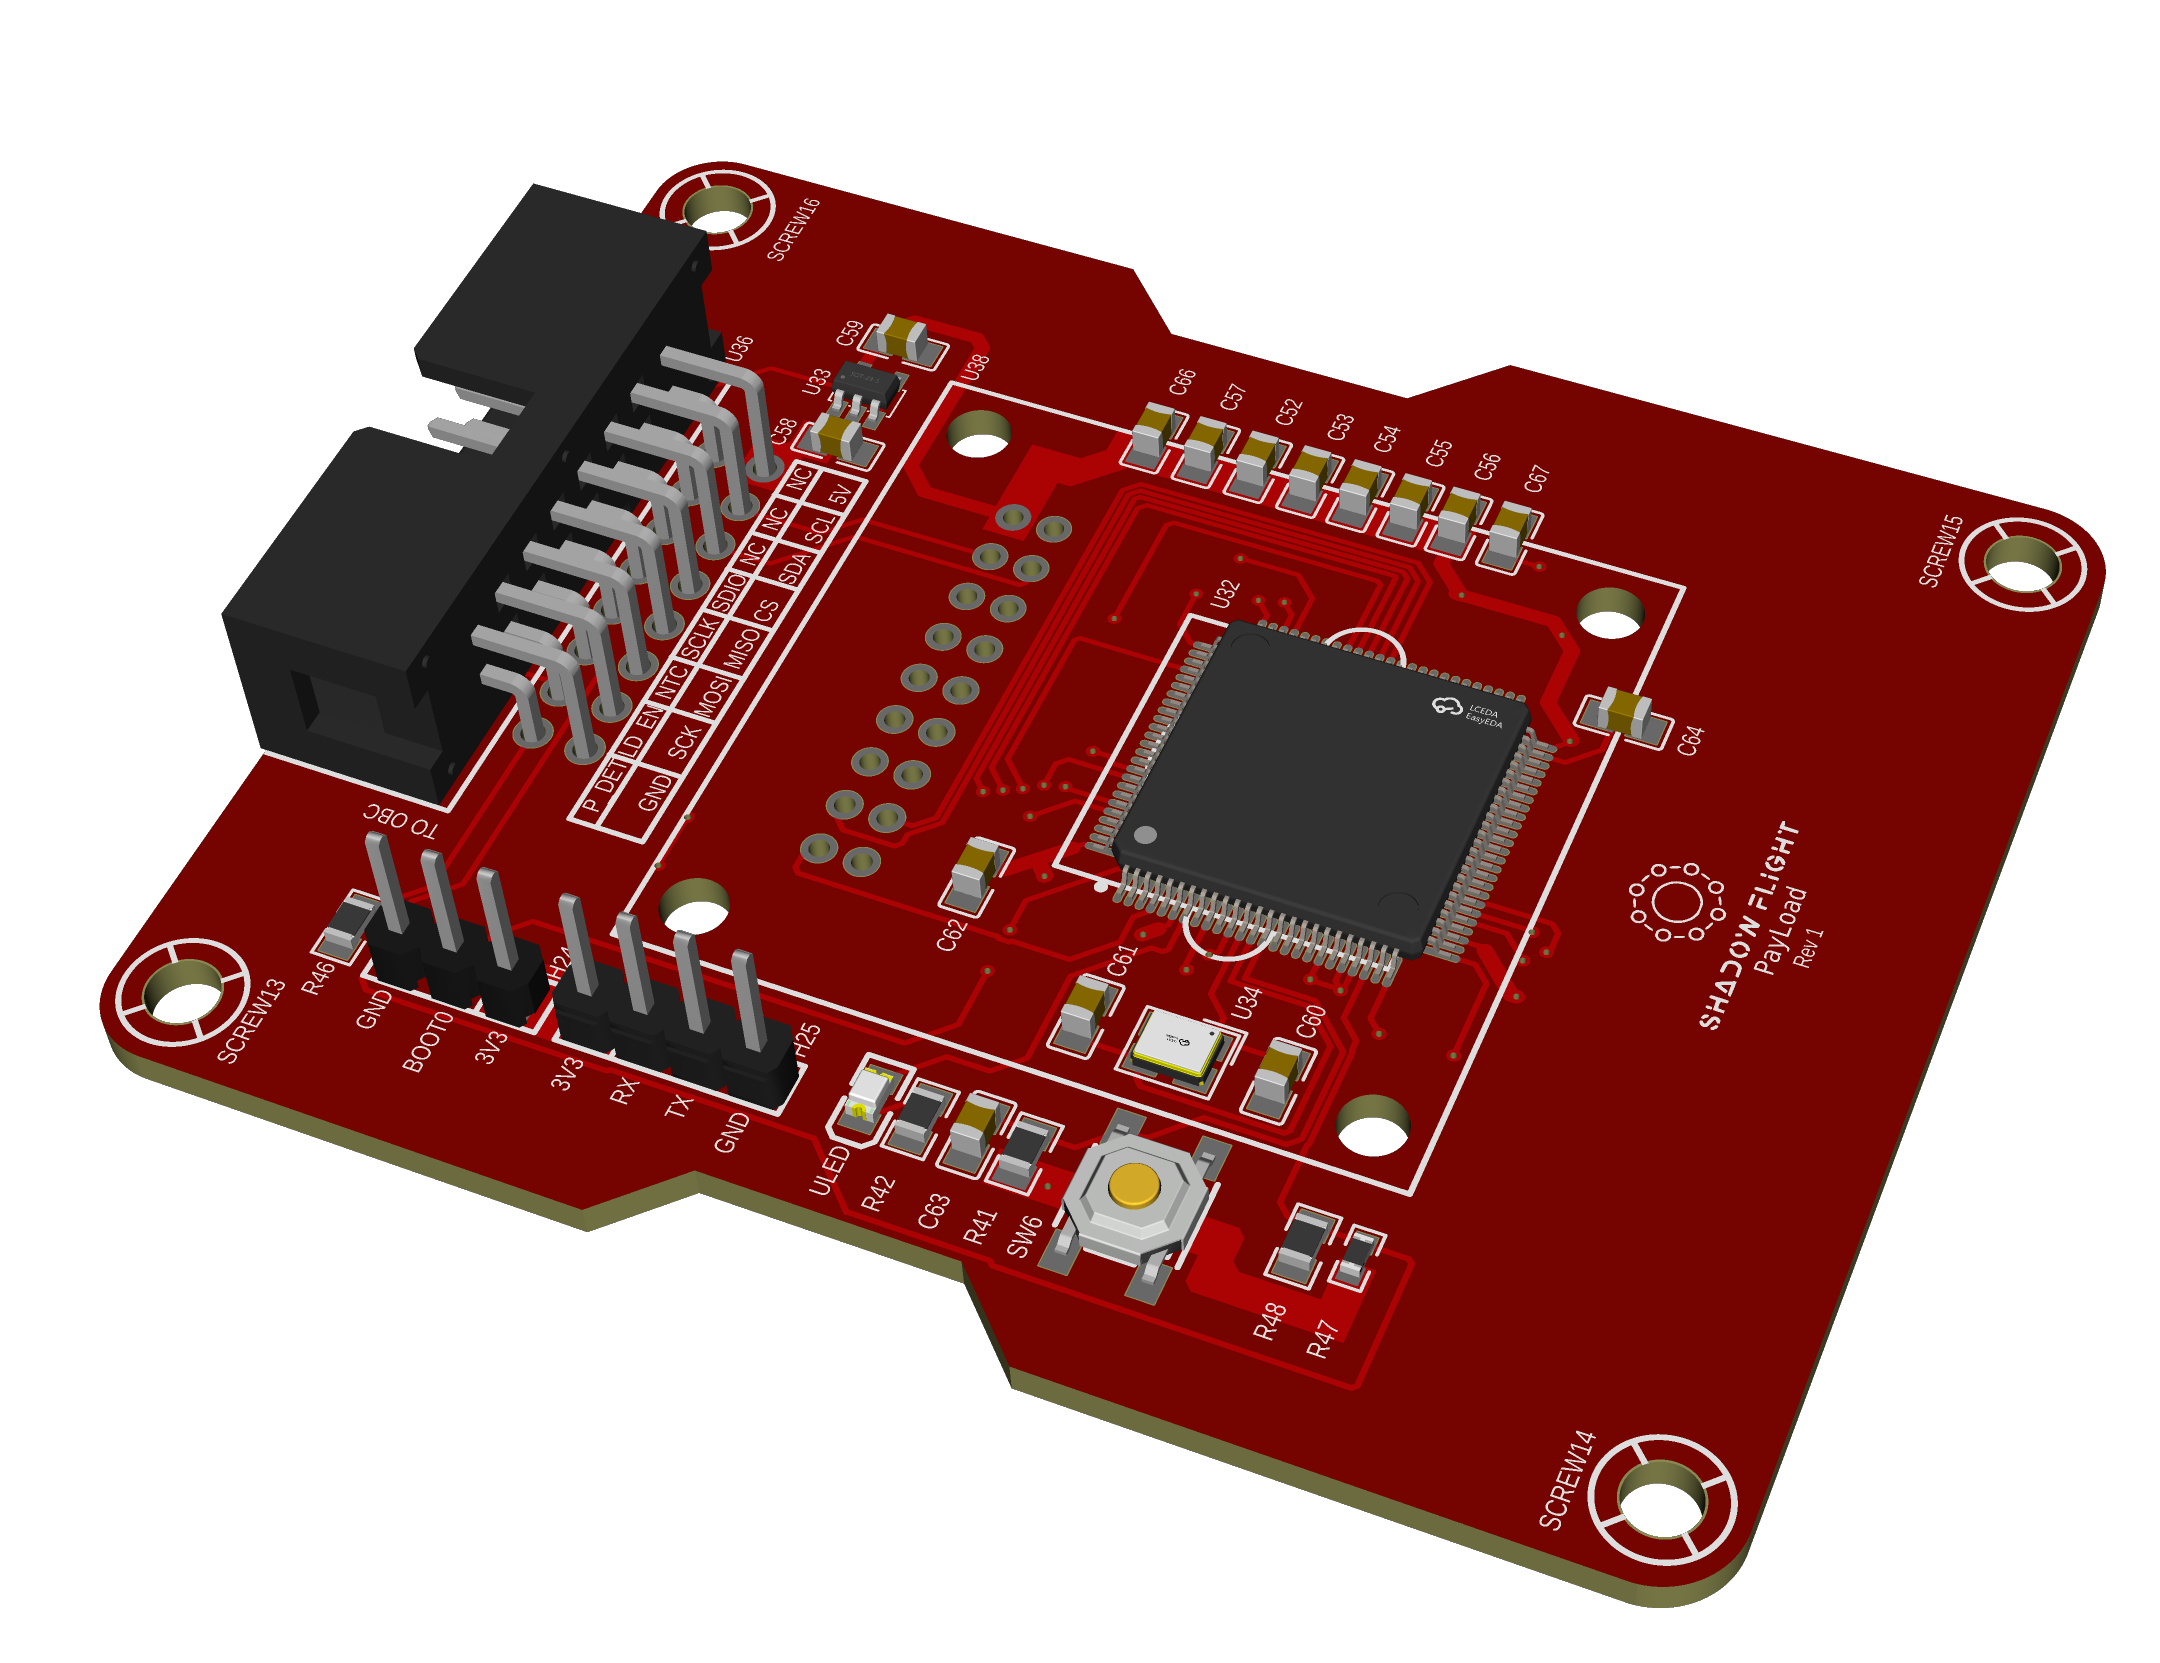 SCREW16
U36
C59
U33
C58
U38
C66
C57
C52
C53
C54
C55
C56
C67
SCREW15
NC 5V
NC SCL
NC SDA
SDIO CS
SCLK MISO
NTC MOSI
LD EN SCK
P DET GND
TO OBC
U32
LCEDA
EasyEDA
C64
SHADOW FLIGHT
PayLoad
Rev 1
C62
C61
U34
C60
R46
H24
GND
BOOT0
3V3
H25
3V3
RX
TX
GND
SCREW13
ULED
R42
C63
R41
SW6
R48
R47
SCREW14